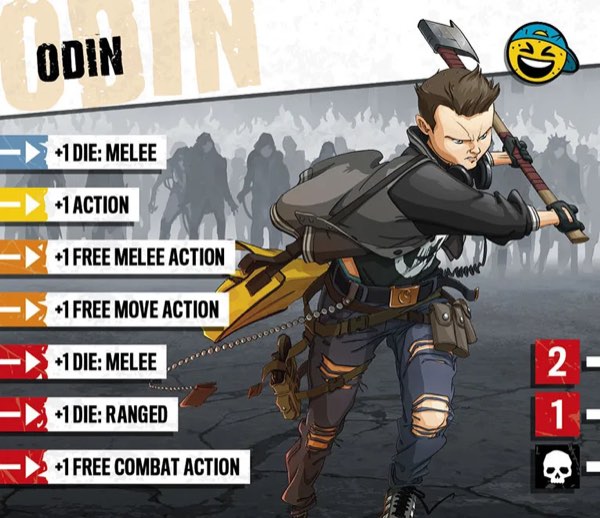 ODIN
ODIN
+1 DIE: MELEE
+1 ACTION
+1 FREE MELEE ACTION
+1 FREE MOVE ACTION
+1 DIE: MELEE
+1 DIE: RANGED
+1 FREE COMBAT ACTION
2
1